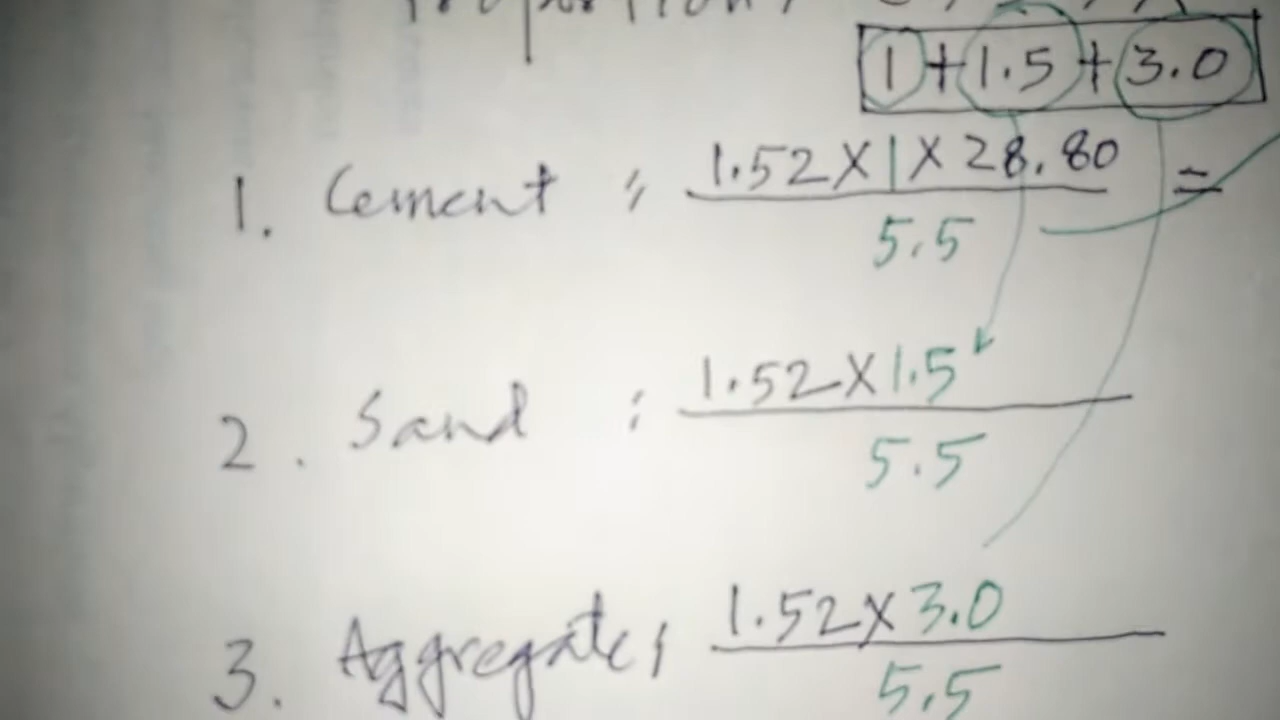 1 + 1.5 + 3.0
1. Cement : 1.52 X 1 X 28.80 =
5.5
2. Sand : 1.52 X 1.5
5.5
3. Aggregate : 1.52 X 3.0
5.5